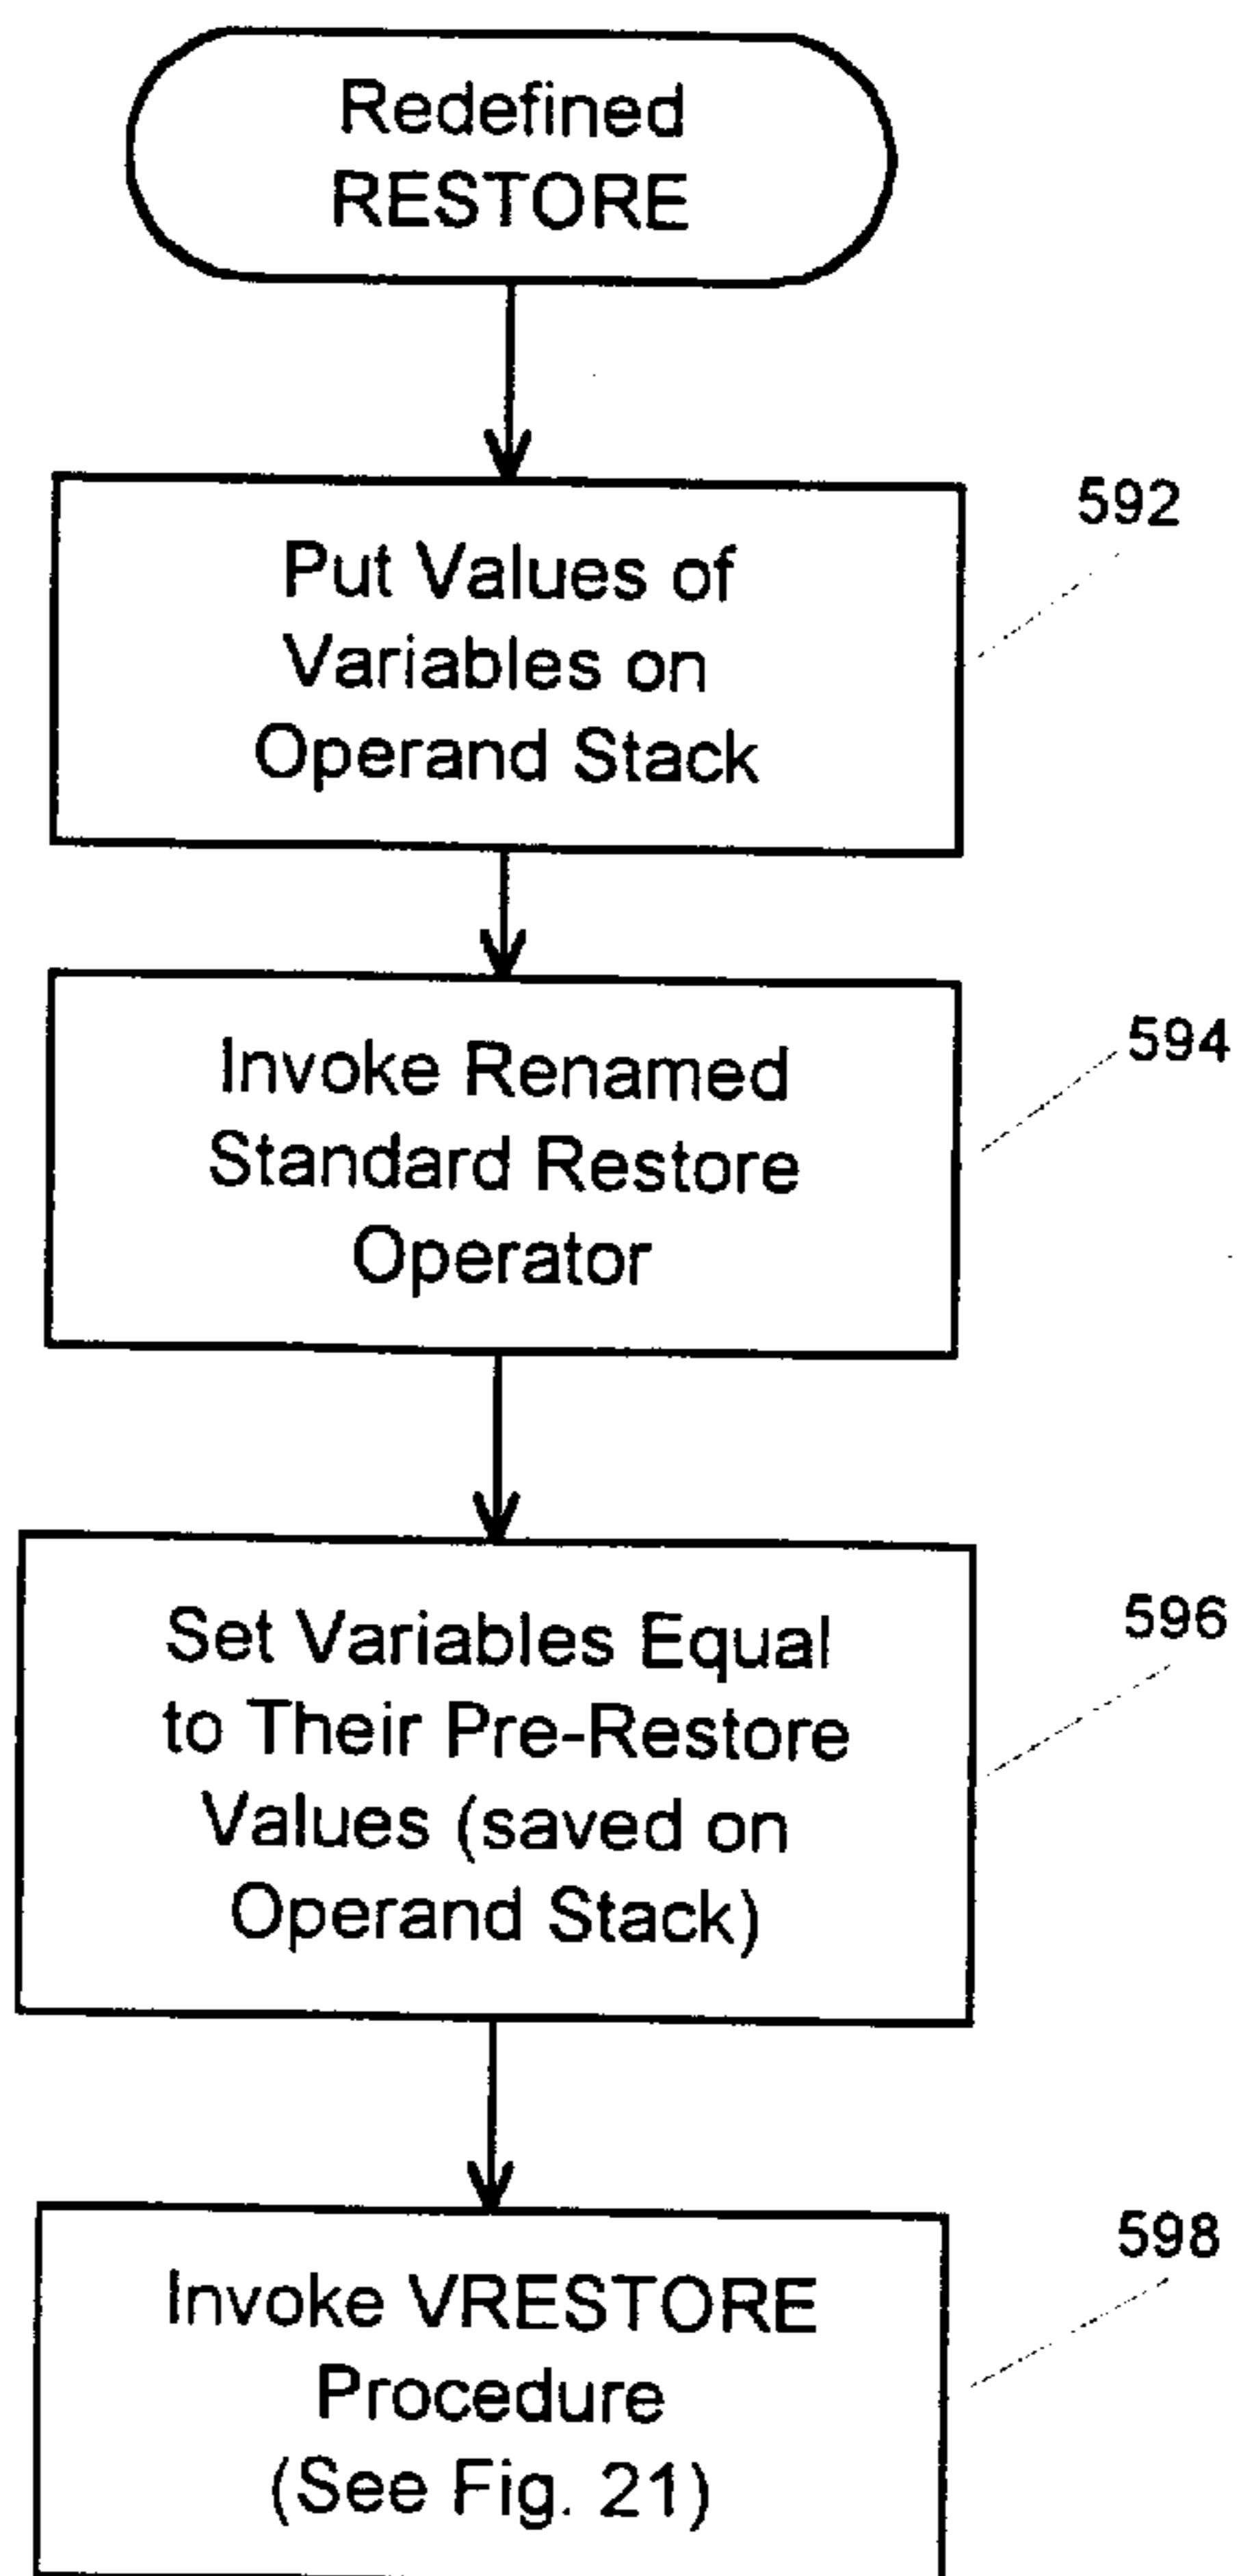 Redefined
RESTORE
592
Put Values of
Variables on
Operand Stack
594
Invoke Renamed
Standard Restore
Operator
596
Set Variables Equal
to Their Pre-Restore
Values (saved on
Operand Stack)
598
Invoke VRESTORE
Procedure
(See Fig. 21)